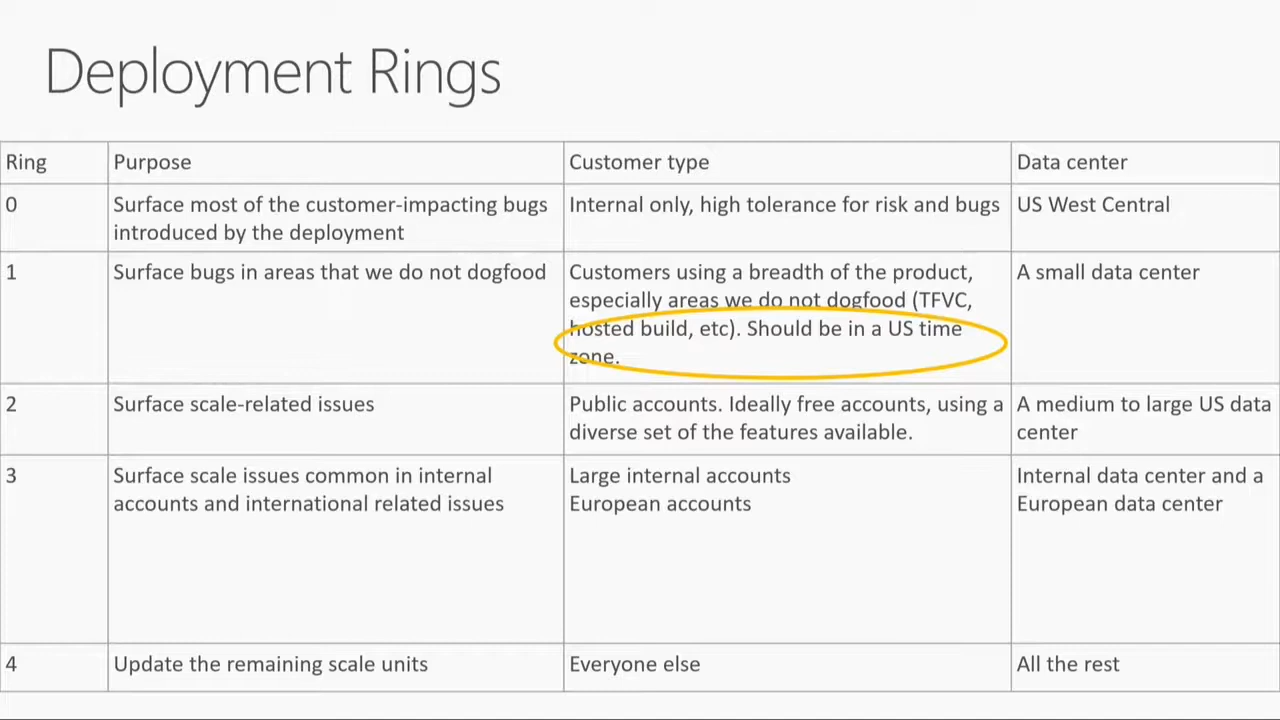 Deployment Rings
Ring
Purpose
Customer type
Data center
0
Surface most of the customer-impacting bugs
introduced by the deployment
Internal only, high tolerance for risk and bugs
US West Central
1
Surface bugs in areas that we do not dogfood
Customers using a breadth of the product,
especially areas we do not dogfood (TFVC,
hosted build, etc). Should be in a US time
zone.
A small data center
2
Surface scale-related issues
Public accounts. Ideally free accounts, using a
diverse set of the features available.
A medium to large US data
center
3
Surface scale issues common in internal
accounts and international related issues
Large internal accounts
European accounts
Internal data center and a
European data center
4
Update the remaining scale units
Everyone else
All the rest